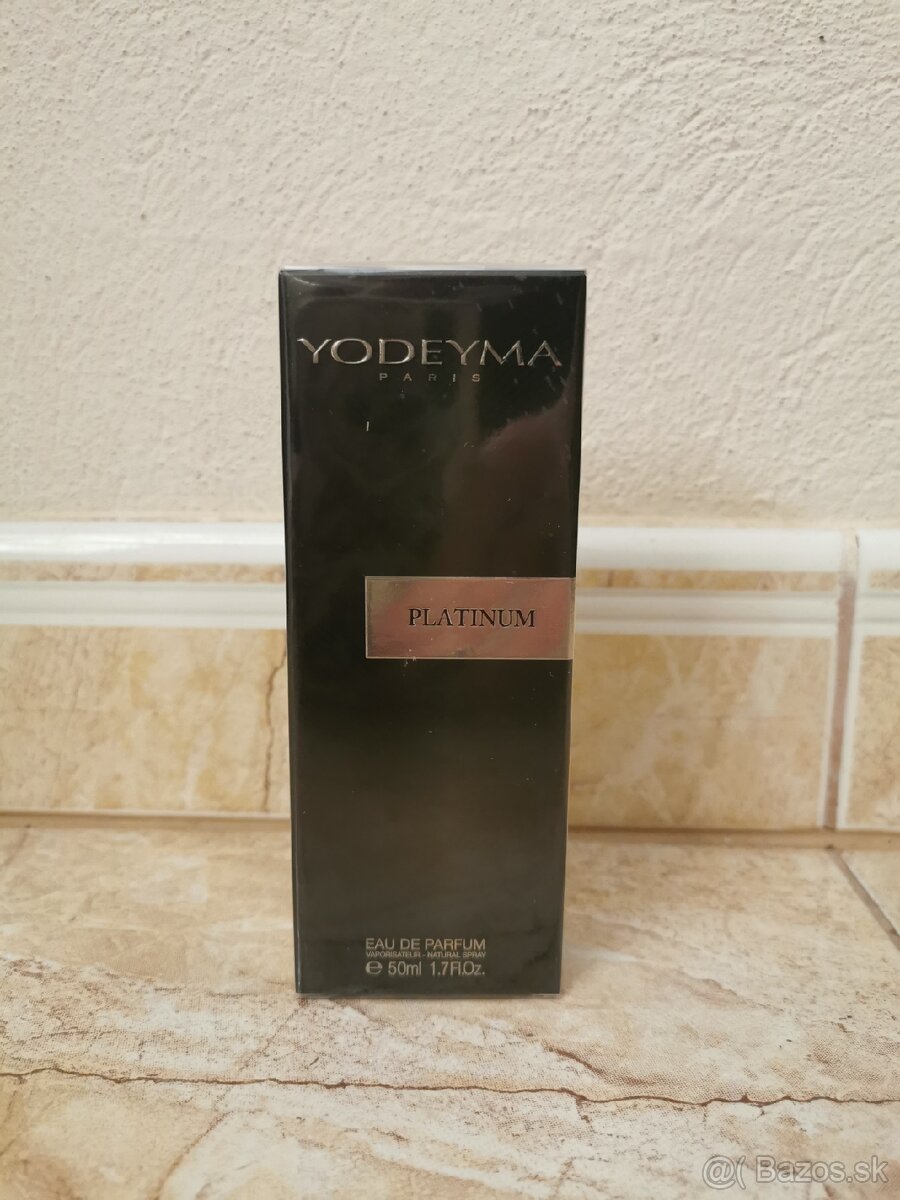 YODEYMA
PARIS
PLATINUM
EAU DE PARFUM
VAPORISATEUR - NATURAL SPRAY
℮ 50ml 1.7Fl.Oz.
@( Bazos.sk